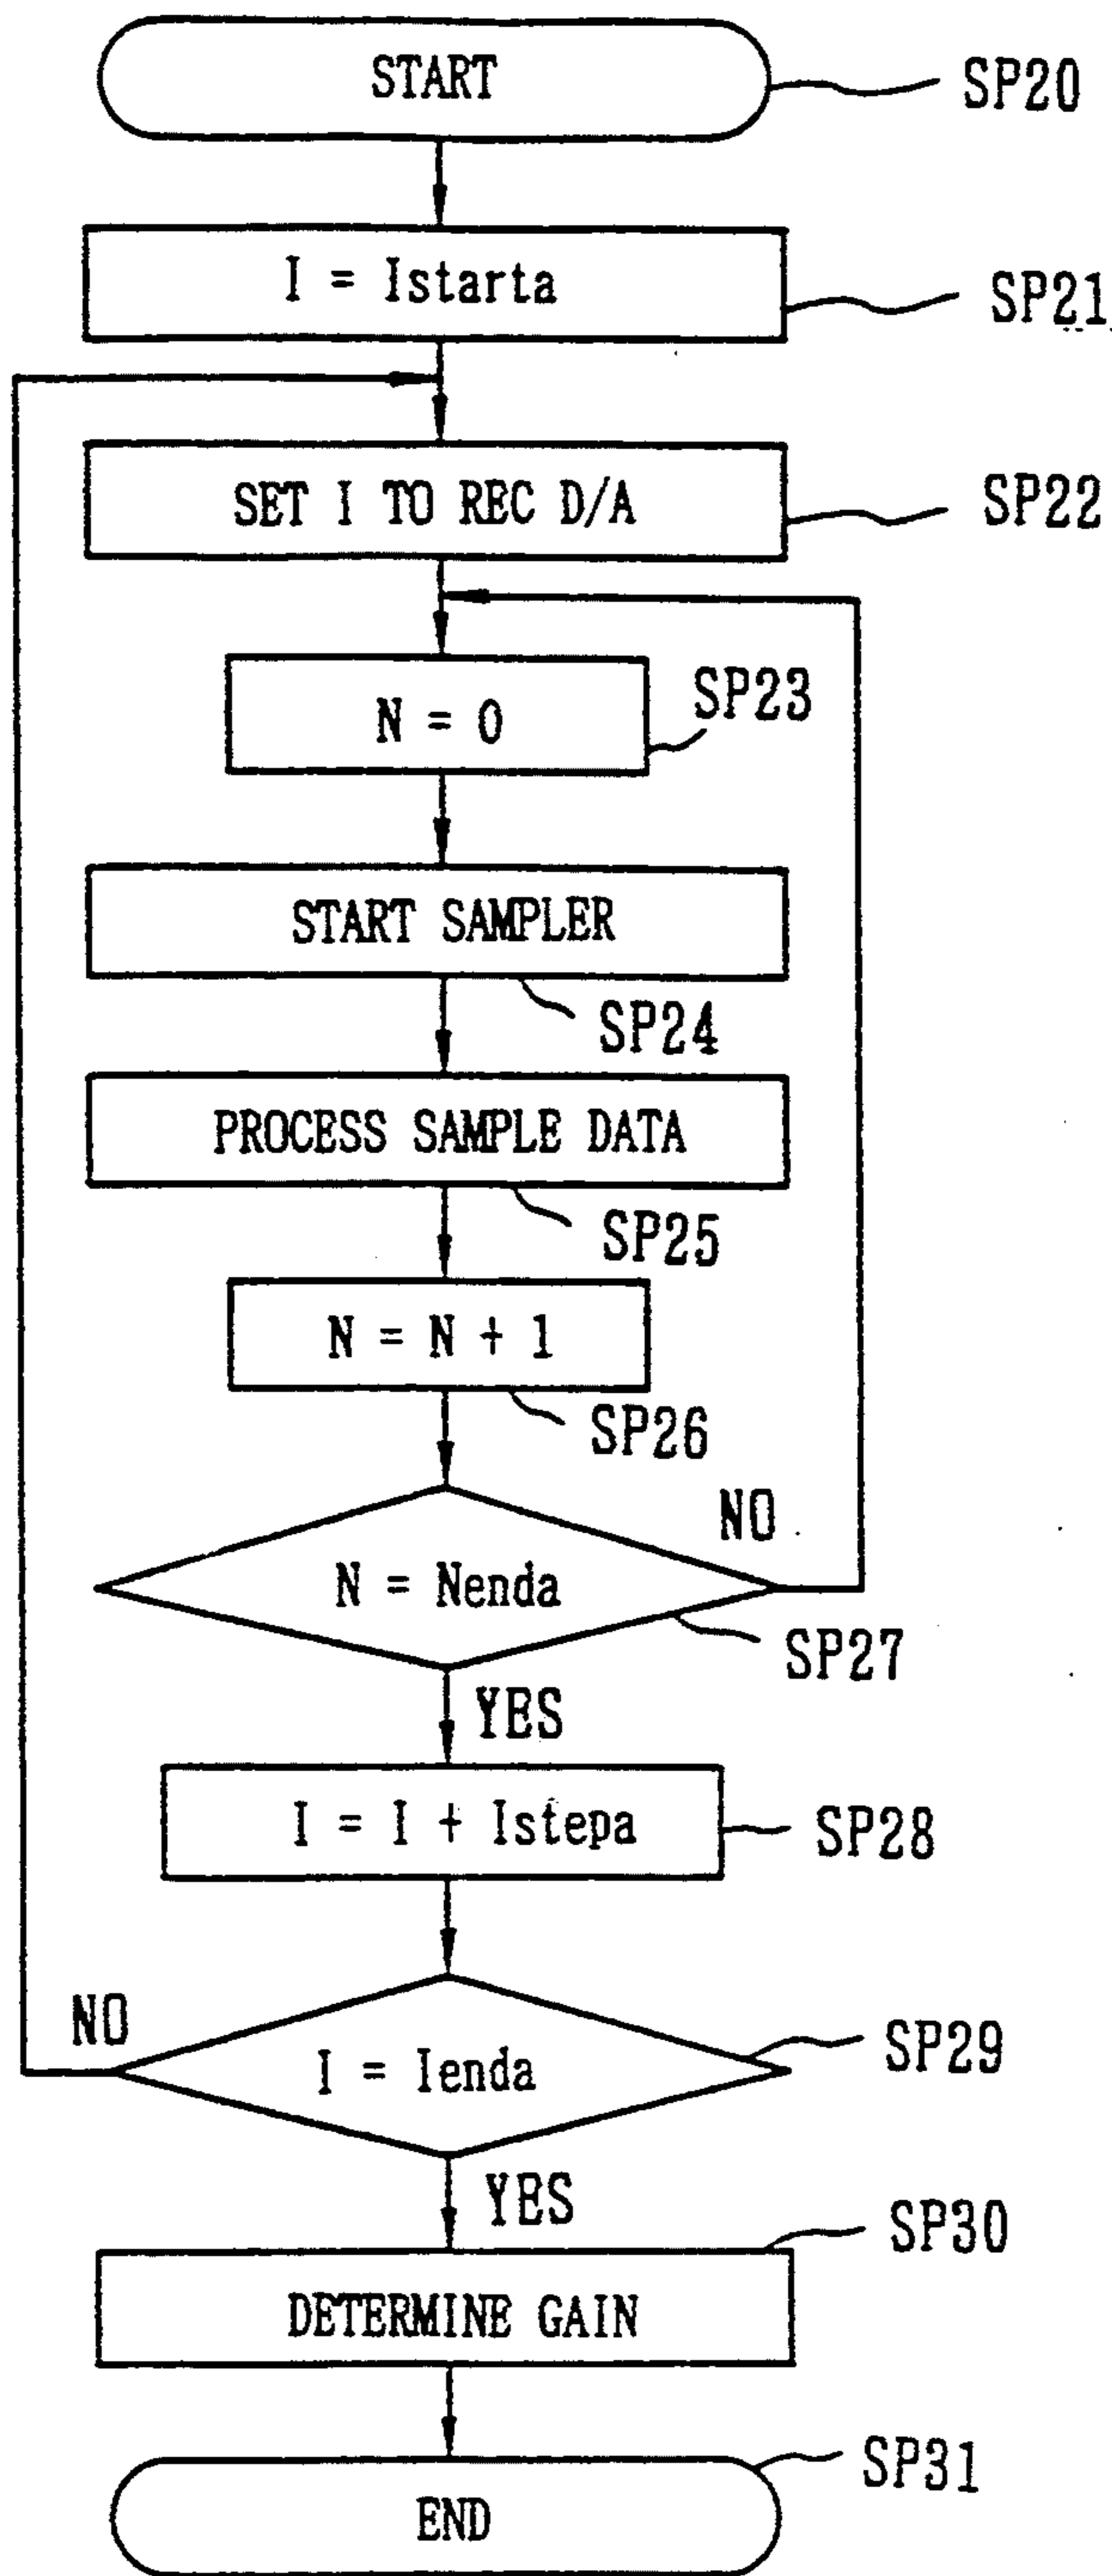 START
SP20
I = Istarta
SP21
SET I TO REC D/A
SP22
N = 0
SP23
START SAMPLER
SP24
PROCESS SAMPLE DATA
SP25
N = N + 1
SP26
NO
N = Nenda
SP27
YES
I = I + Istepa
SP28
NO
I = Ienda
SP29
YES
SP30
DETERMINE GAIN
SP31
END